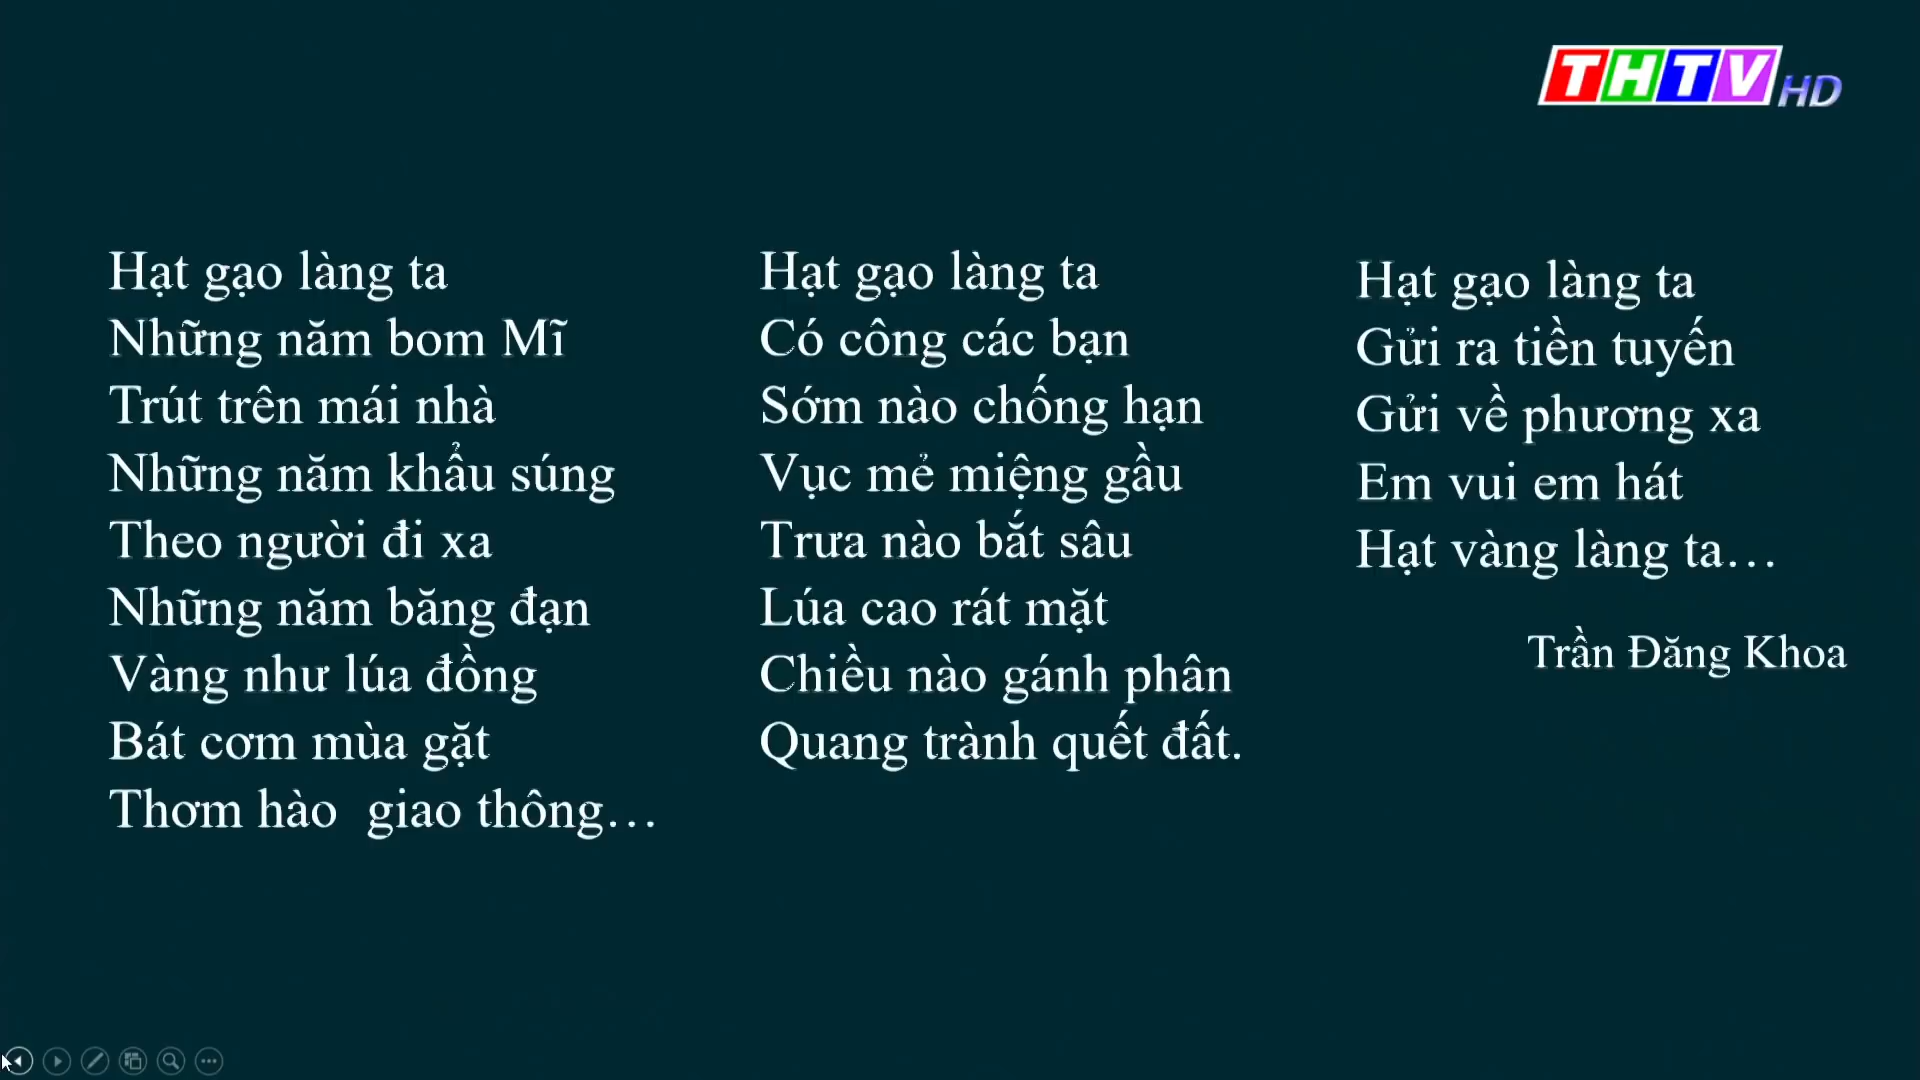 THTV HD
Hạt gạo làng ta
Những năm bom Mĩ
Trút trên mái nhà
Những năm khẩu súng
Theo người đi xa
Những năm băng đạn
Vàng như lúa đồng
Bát cơm mùa gặt
Thơm hào  giao thông…
Hạt gạo làng ta
Có công các bạn
Sớm nào chống hạn
Vục mẻ miệng gầu
Trưa nào bắt sâu
Lúa cao rát mặt
Chiều nào gánh phân
Quang trành quết đất.
Hạt gạo làng ta
Gửi ra tiền tuyến
Gửi về phương xa
Em vui em hát
Hạt vàng làng ta…
Trần Đăng Khoa